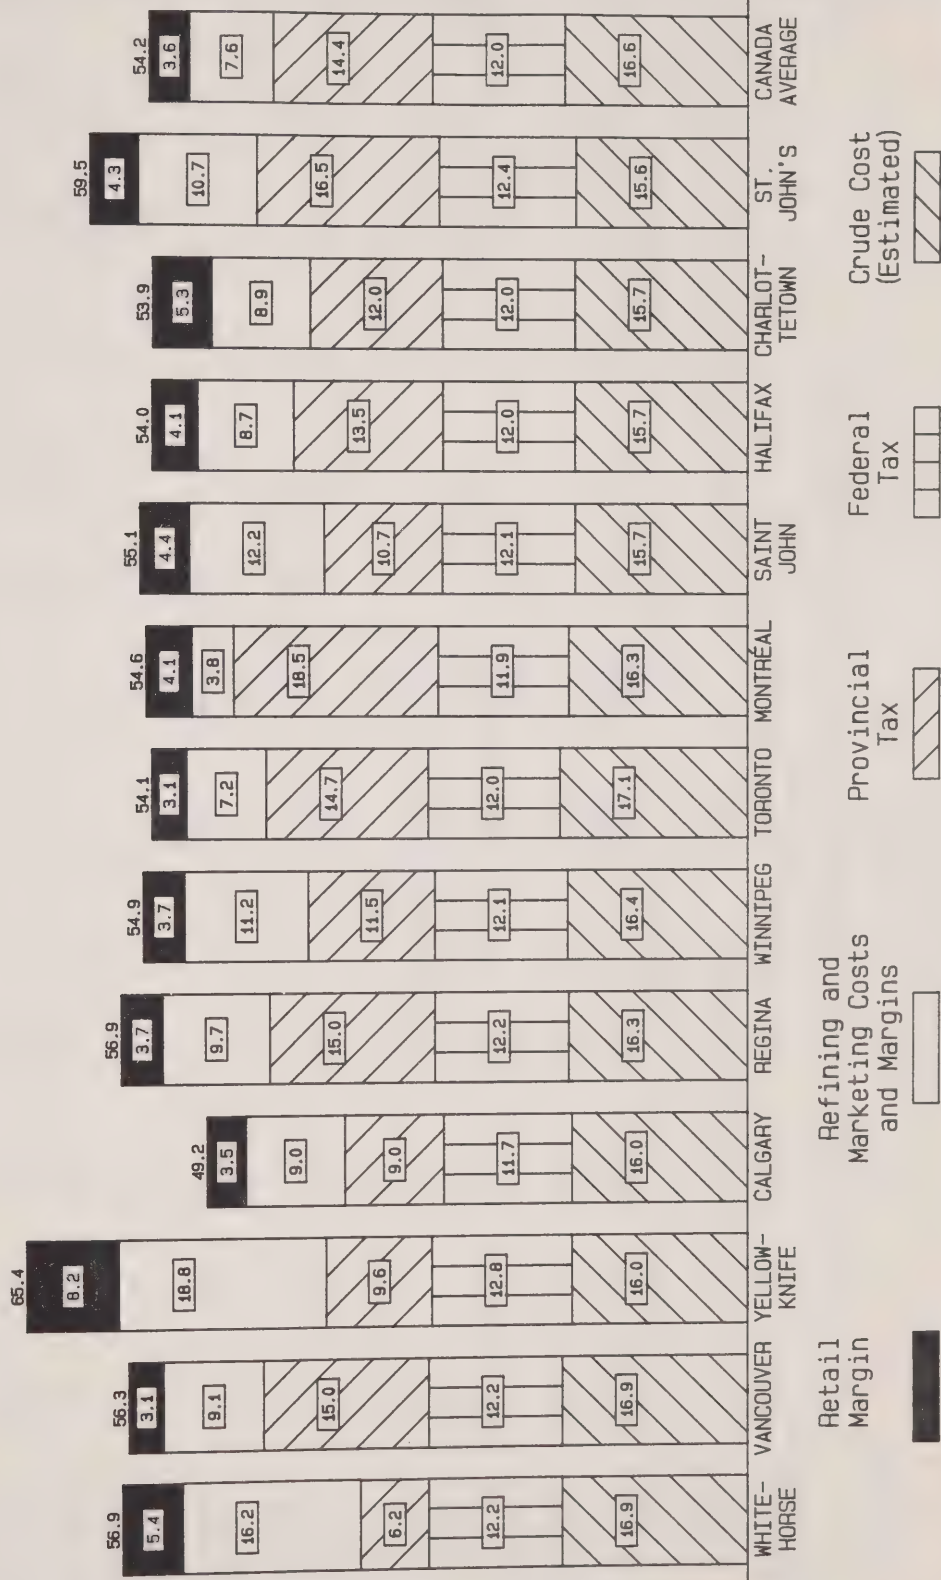 56.9
5.4
16.2
6.2
12.2
16.9
WHITE-
HORSE
56.3
3.1
9.1
15.0
12.2
16.9
VANCOUVER
65.4
8.2
18.8
9.6
12.8
16.0
YELLOW-
KNIFE
49.2
3.5
9.0
9.0
11.7
16.0
CALGARY
56.9
3.7
9.7
15.0
12.2
16.3
REGINA
54.9
3.7
11.2
11.5
12.1
16.4
WINNIPEG
54.1
3.1
7.2
14.7
12.0
17.1
TORONTO
54.6
4.1
3.8
18.5
11.9
16.3
MONTRÉAL
55.1
4.4
12.2
10.7
12.1
15.7
SAINT
JOHN
54.0
4.1
8.7
13.5
12.0
15.7
HALIFAX
53.9
5.3
8.9
12.0
12.0
15.7
CHARLOT-
TETOWN
59.5
4.3
10.7
16.5
12.4
15.6
ST.
JOHN'S
54.2
3.6
7.6
14.4
12.0
16.6
CANADA
AVERAGE
Retail
Margin
Refining and
Marketing Costs
and Margins
Provincial
Tax
Federal
Tax
Crude Cost
(Estimated)